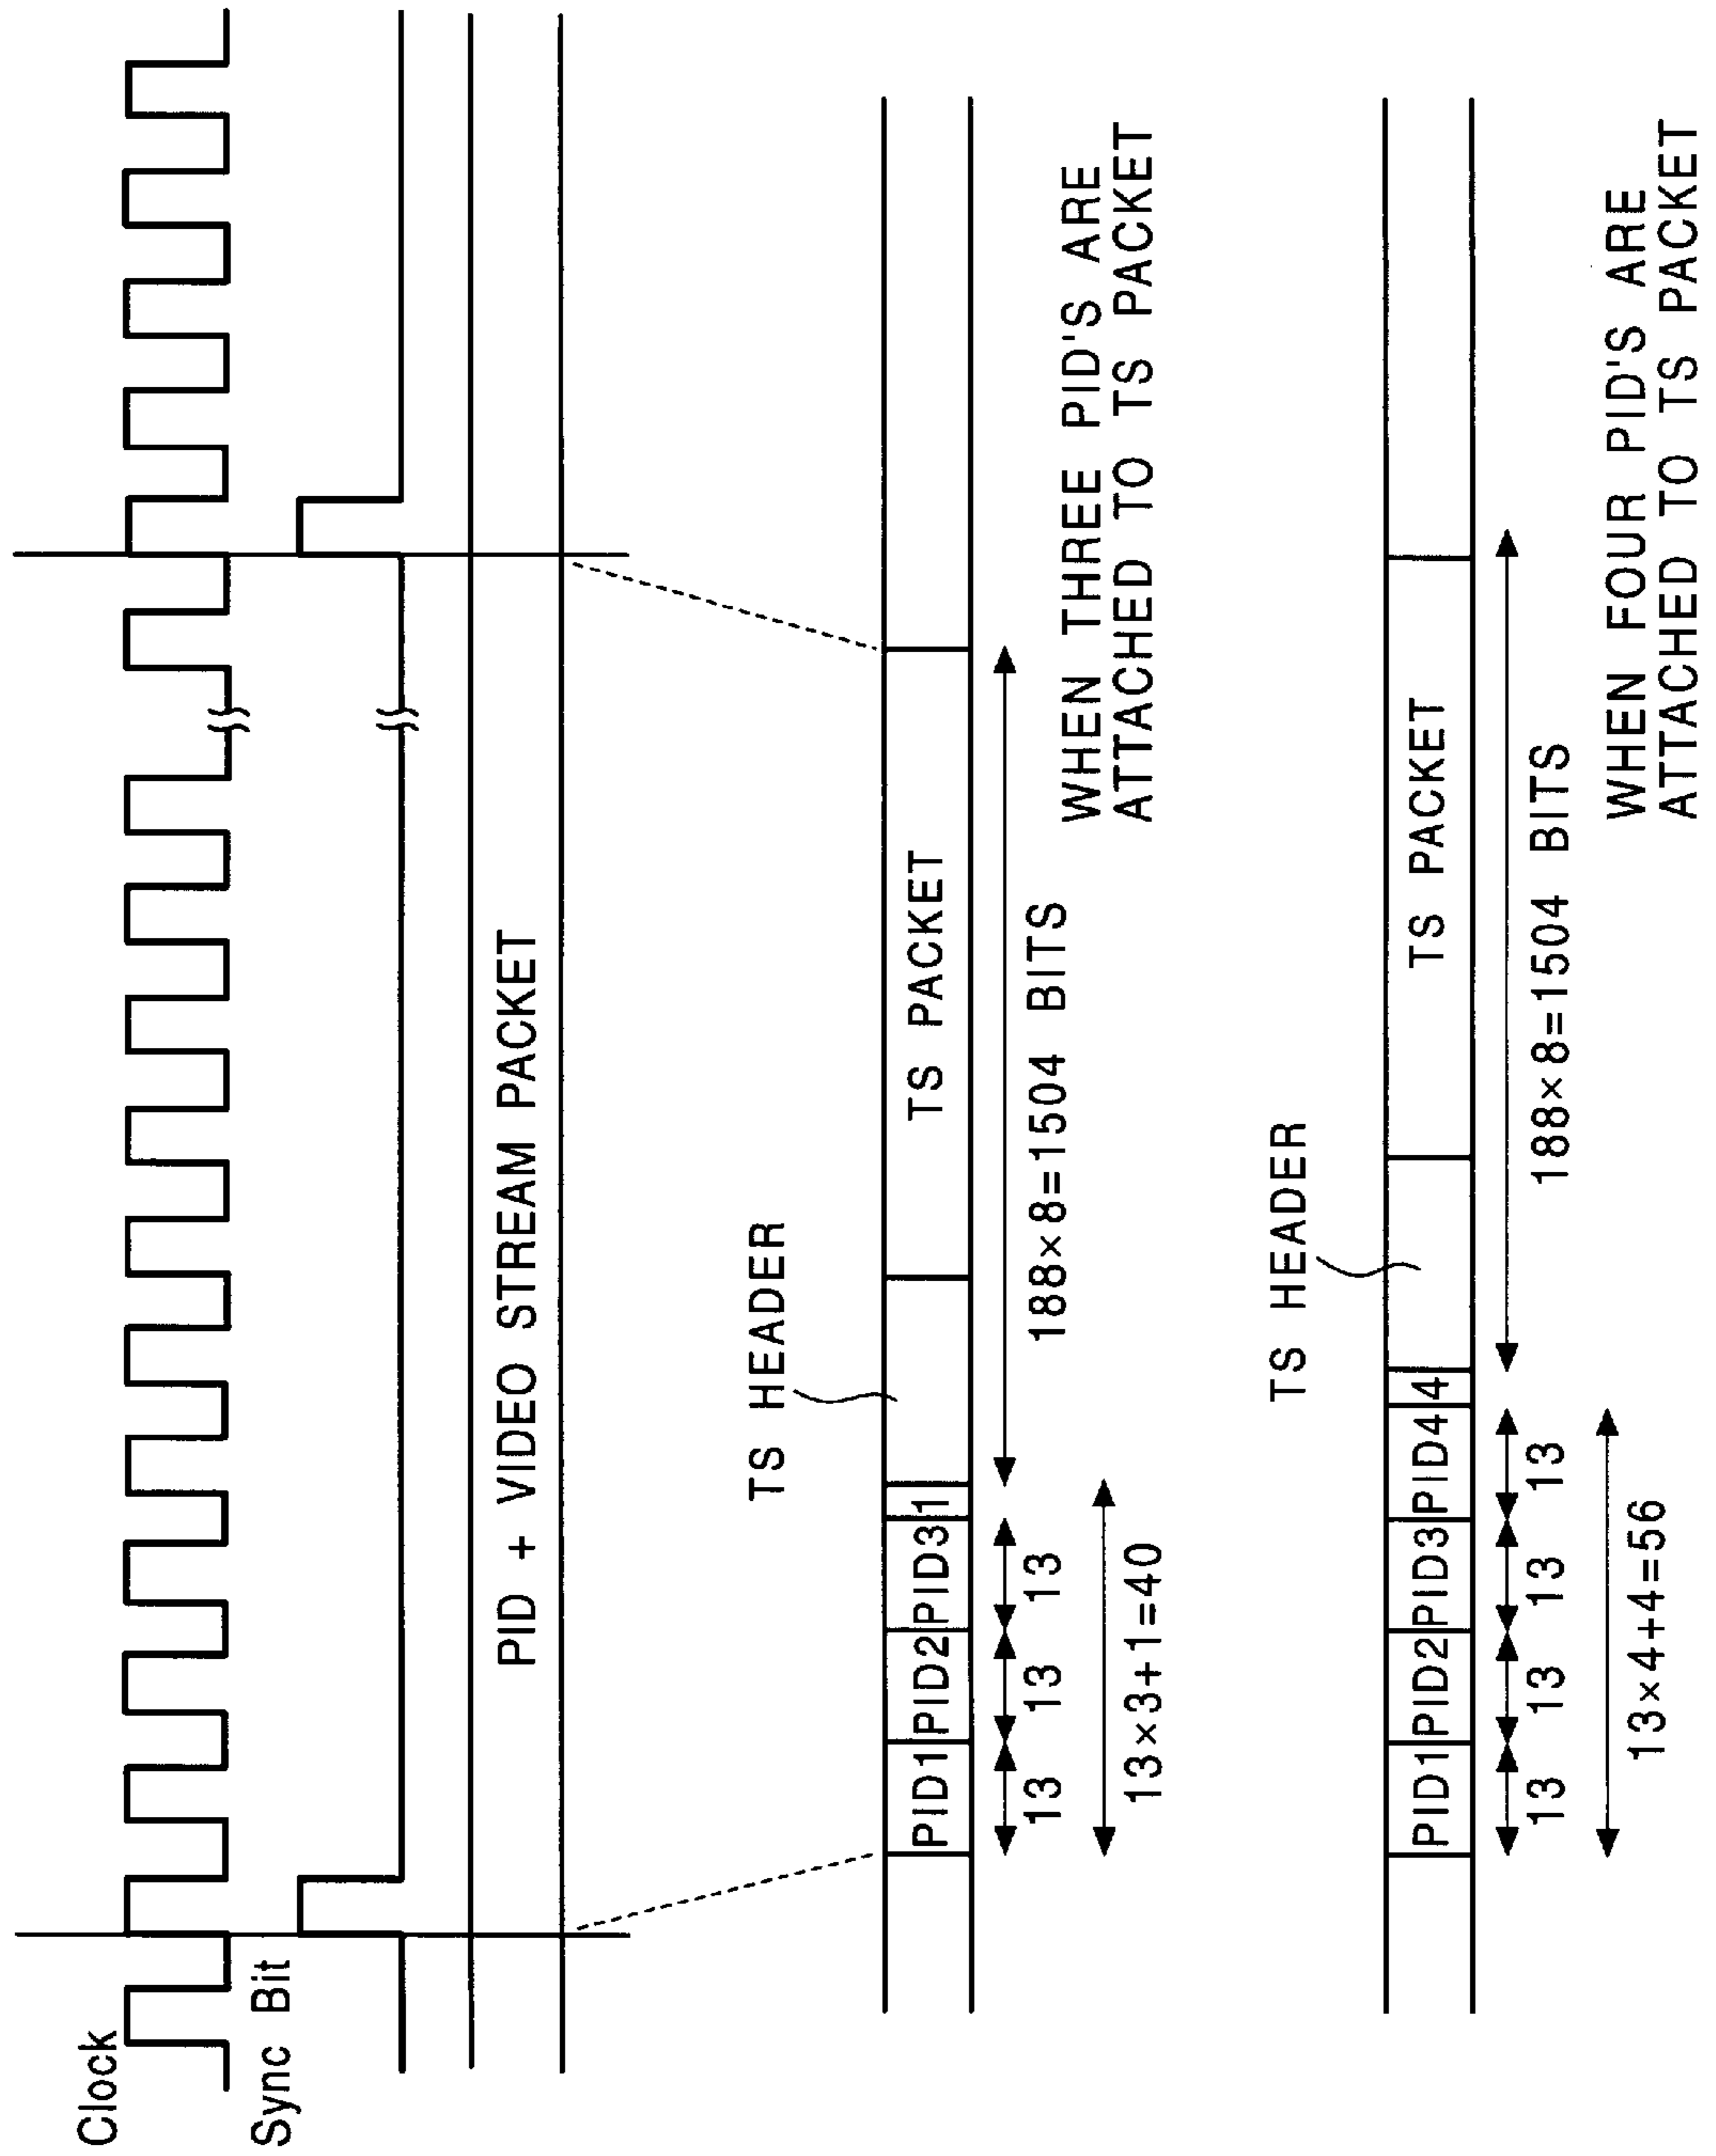 Clock
Sync Bit
PID + VIDEO STREAM PACKET
TS HEADER
PID1 PID2 PID3 1 TS PACKET
13 13 13 188×8=1504 BITS
13×3+1=40
WHEN THREE PID'S ARE
ATTACHED TO TS PACKET
TS HEADER
PID1 PID2 PID3 PID4 4 TS PACKET
13 13 13 13 188×8=1504 BITS
13×4+4=56
WHEN FOUR PID'S ARE
ATTACHED TO TS PACKET